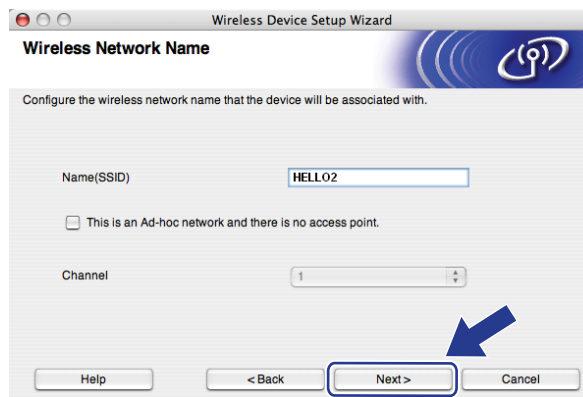 Wireless Device Setup Wizard
Wireless Network Name
Configure the wireless network name that the device will be associated with.
Name(SSID)
HELLO2
This is an Ad-hoc network and there is no access point.
Channel
1
Help
< Back
Next >
Cancel